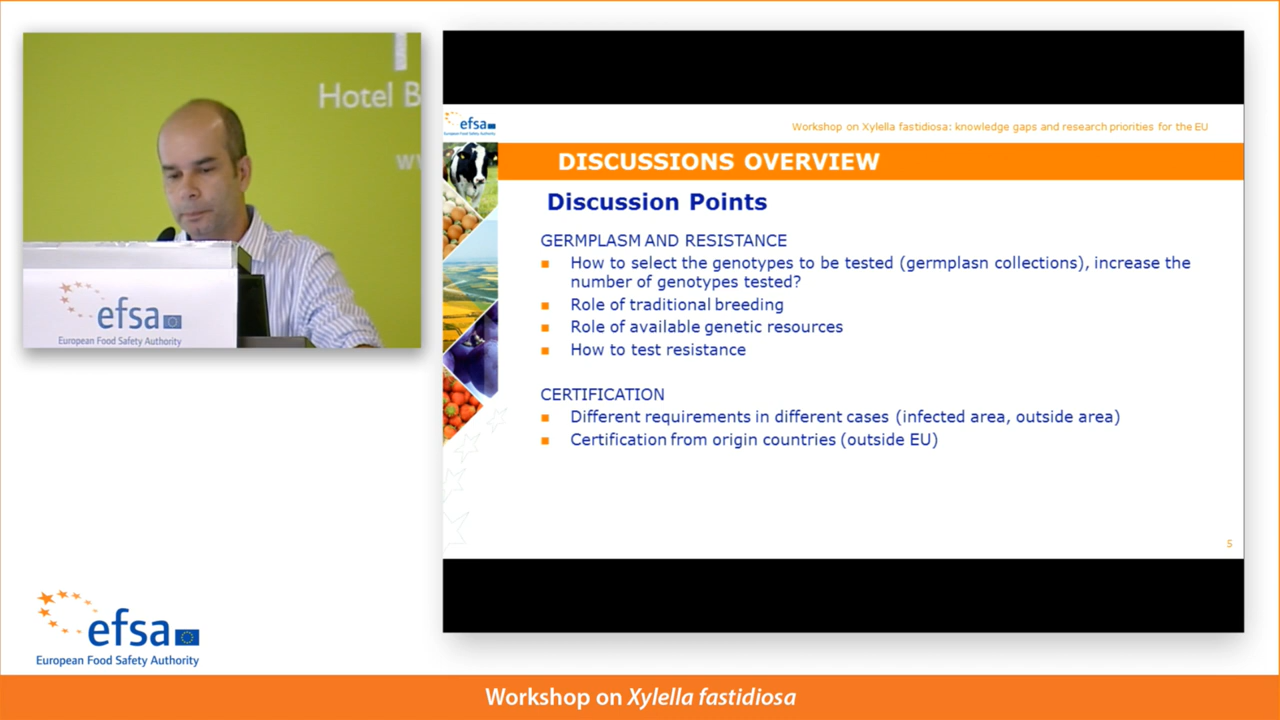 Hotel B
efsa
European Food Safety Authority
efsa
Workshop on Xylella fastidiosa: knowledge gaps and research priorities for the EU
DISCUSSIONS OVERVIEW
Discussion Points
GERMPLASM AND RESISTANCE
How to select the genotypes to be tested (germplasn collections), increase the
number of genotypes tested?
Role of traditional breeding
Role of available genetic resources
How to test resistance
CERTIFICATION
Different requirements in different cases (infected area, outside area)
Certification from origin countries (outside EU)
5
efsa
European Food Safety Authority
Workshop on Xylella fastidiosa